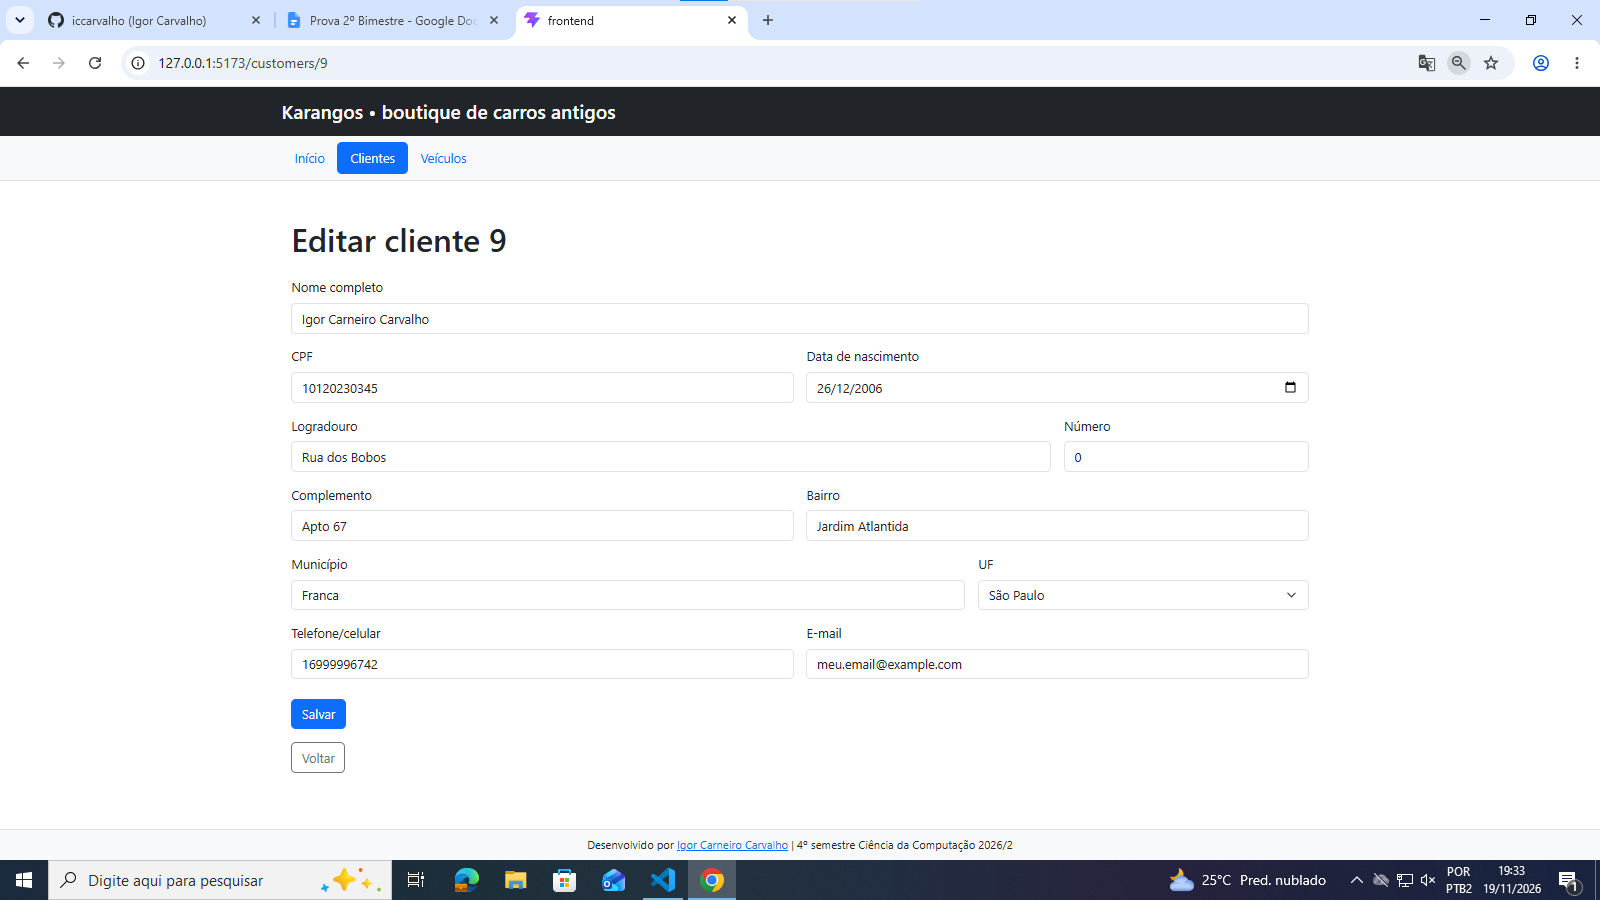 iccarvalho (Igor Carvalho)
Prova 2º Bimestre - Google Doc
frontend
127.0.0.1:5173/customers/9
Karangos • boutique de carros antigos
Início
Clientes
Veículos
Editar cliente 9
Nome completo
Igor Carneiro Carvalho
CPF
Data de nascimento
10120230345
26/12/2006
Logradouro
Número
Rua dos Bobos
0
Complemento
Bairro
Apto 67
Jardim Atlantida
Município
UF
Franca
São Paulo
Telefone/celular
E-mail
16999996742
meu.email@example.com
Salvar
Voltar
Desenvolvido por Igor Carneiro Carvalho | 4º semestre Ciência da Computação 2026/2
Digite aqui para pesquisar
25°C Pred. nublado
POR
PTB2
19:33
19/11/2026
1